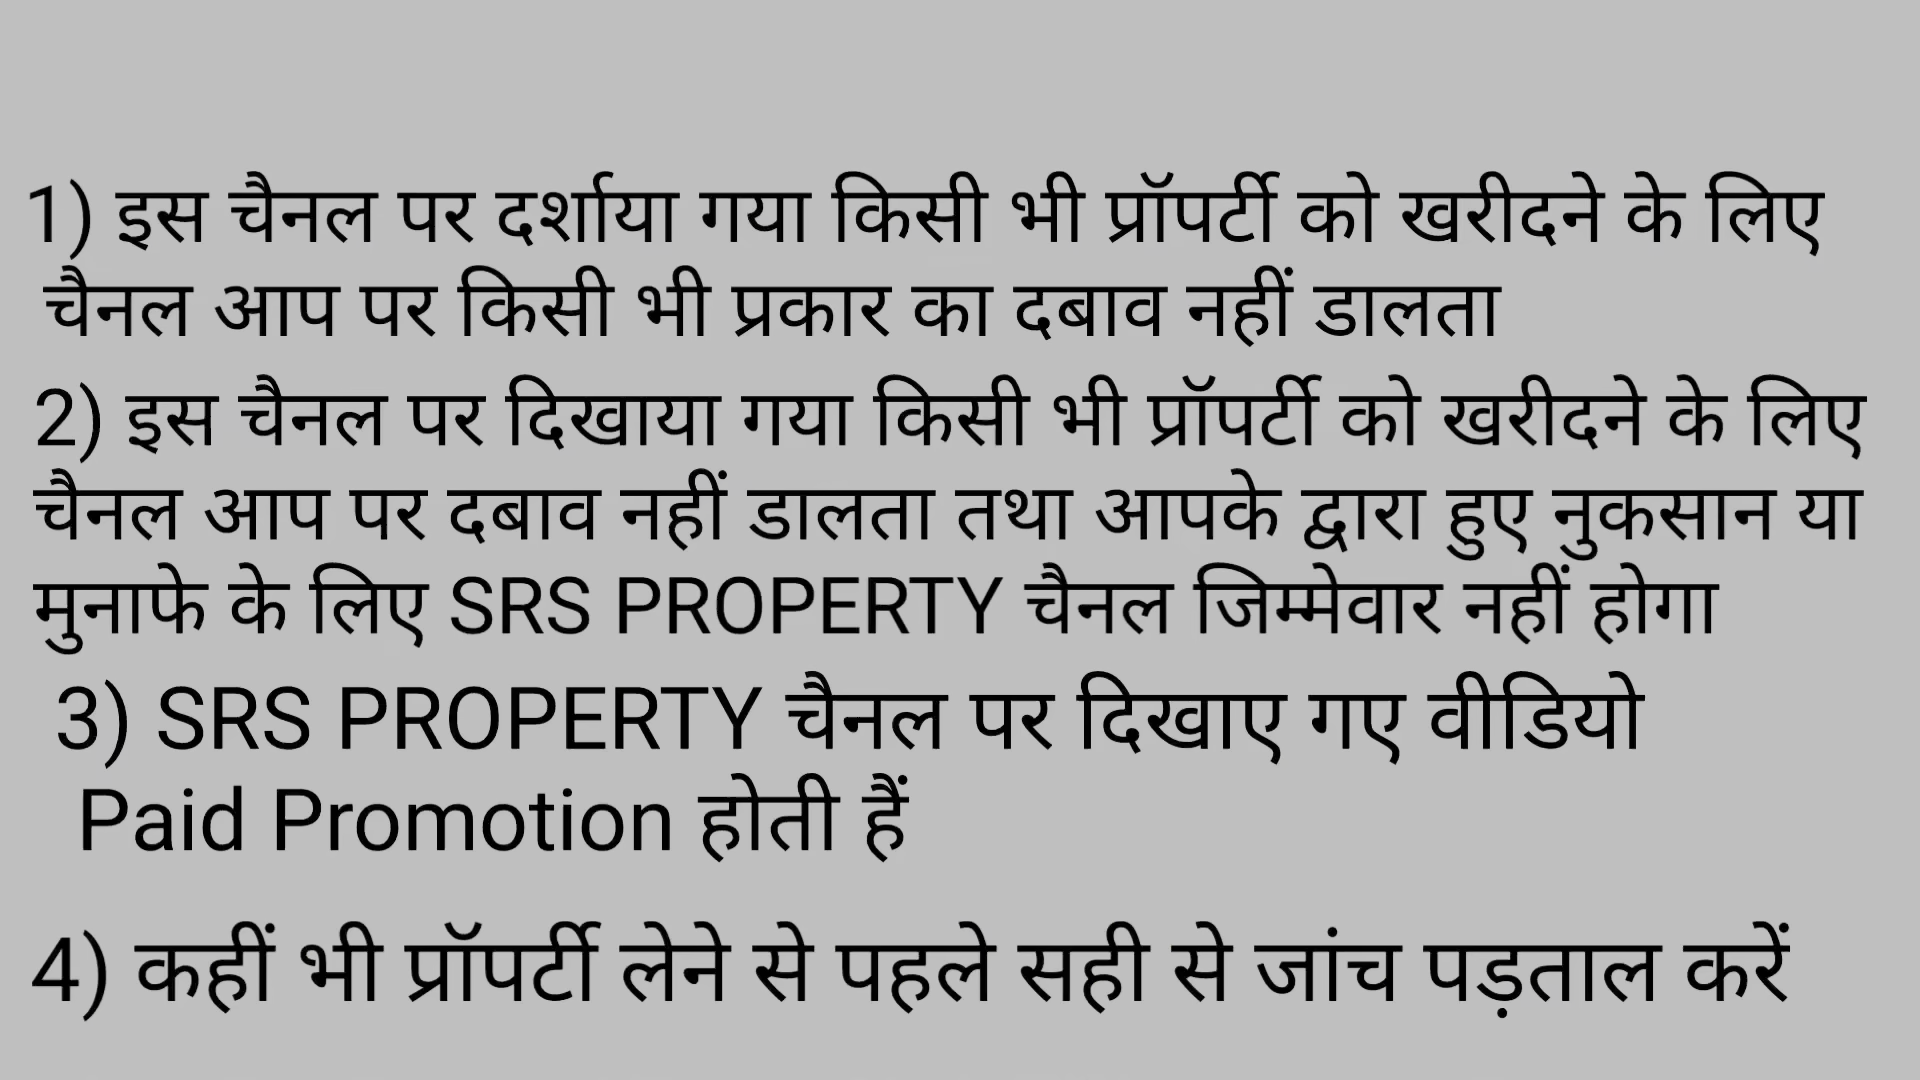 1) इस चैनल पर दर्शाया गया किसी भी प्रॉपर्टी को खरीदने के लिए
चैनल आप पर किसी भी प्रकार का दबाव नहीं डालता
2) इस चैनल पर दिखाया गया किसी भी प्रॉपर्टी को खरीदने के लिए
चैनल आप पर दबाव नहीं डालता तथा आपके द्वारा हुए नुकसान या
मुनाफे के लिए SRS PROPERTY चैनल जिम्मेवार नहीं होगा
3) SRS PROPERTY चैनल पर दिखाए गए वीडियो
Paid Promotion होती हैं
4) कहीं भी प्रॉपर्टी लेने से पहले सही से जांच पड़ताल करें